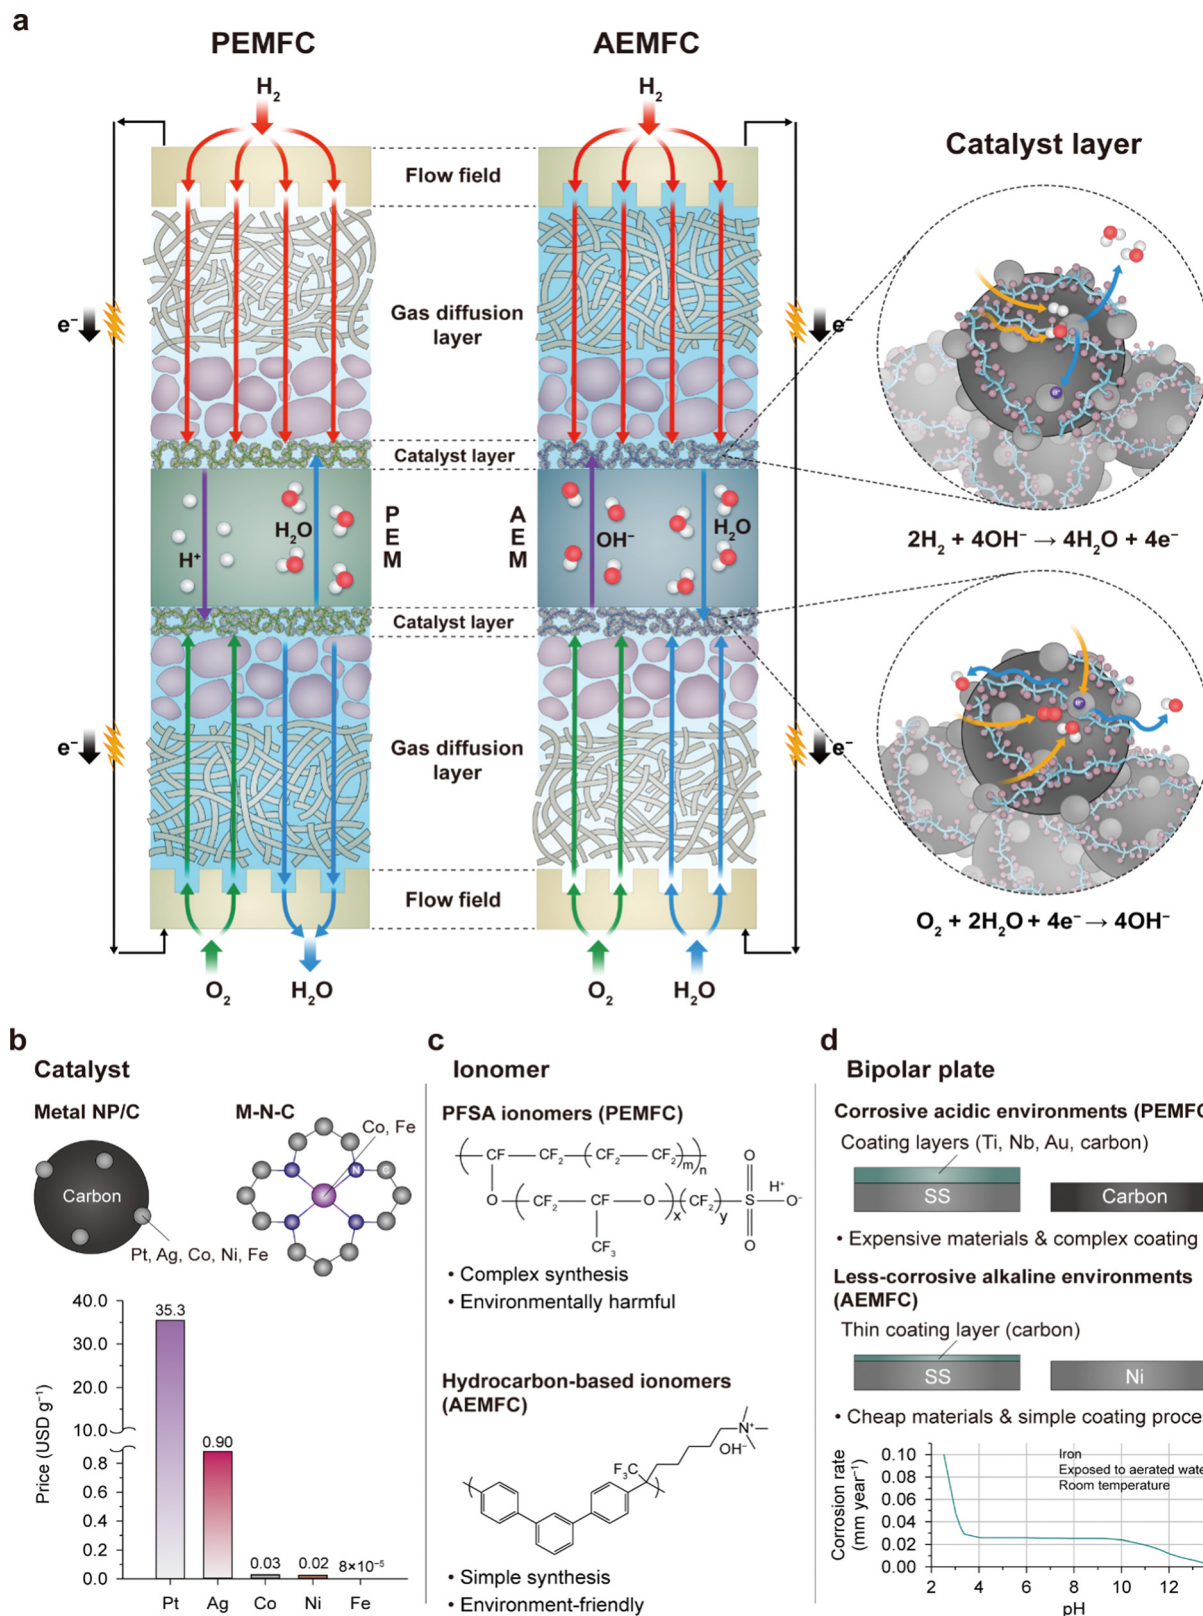 a
PEMFC
AEMFC
H₂
H₂
Catalyst layer
Flow field
Gas diffusion
layer
e⁻
e⁻
Catalyst layer
H⁺
H₂O
P
E
M
A
E
M
OH⁻
H₂O
2H₂ + 4OH⁻ → 4H₂O + 4e⁻
e⁻
Catalyst layer
Gas diffusion
layer
e⁻
e⁻
e⁻
Flow field
O₂ + 2H₂O + 4e⁻ → 4OH⁻
O₂
H₂O
O₂
H₂O
b
Catalyst
Metal NP/C
M-N-C
Co, Fe
N
C
Carbon
Pt, Ag, Co, Ni, Fe
Price (USD g⁻¹)
40.0
30.0
20.0
10.0
0.8
0.6
0.4
0.2
0.0
35.3
0.90
0.03
0.02
8×10⁻⁵
Pt
Ag
Co
Ni
Fe
c
Ionomer
PFSA ionomers (PEMFC)
CF
CF₂
CF₂
CF₂
m
n
O
CF₂
CF
O
x
CF₂
y
CF₃
O
S
O
H⁺
O⁻
• Complex synthesis
• Environmentally harmful
Hydrocarbon-based ionomers
(AEMFC)
N⁺
OH⁻
F₃C
• Simple synthesis
• Environment-friendly
d
Bipolar plate
Corrosive acidic environments (PEMFC
Coating layers (Ti, Nb, Au, carbon)
SS
Carbon
• Expensive materials & complex coating
Less-corrosive alkaline environments
(AEMFC)
Thin coating layer (carbon)
SS
Ni
• Cheap materials & simple coating proce
Corrosion rate
(mm year⁻¹)
0.10
0.08
0.06
0.04
0.02
0.00
Iron
Exposed to aerated wate
Room temperature
2
4
6
8
10
12
pH